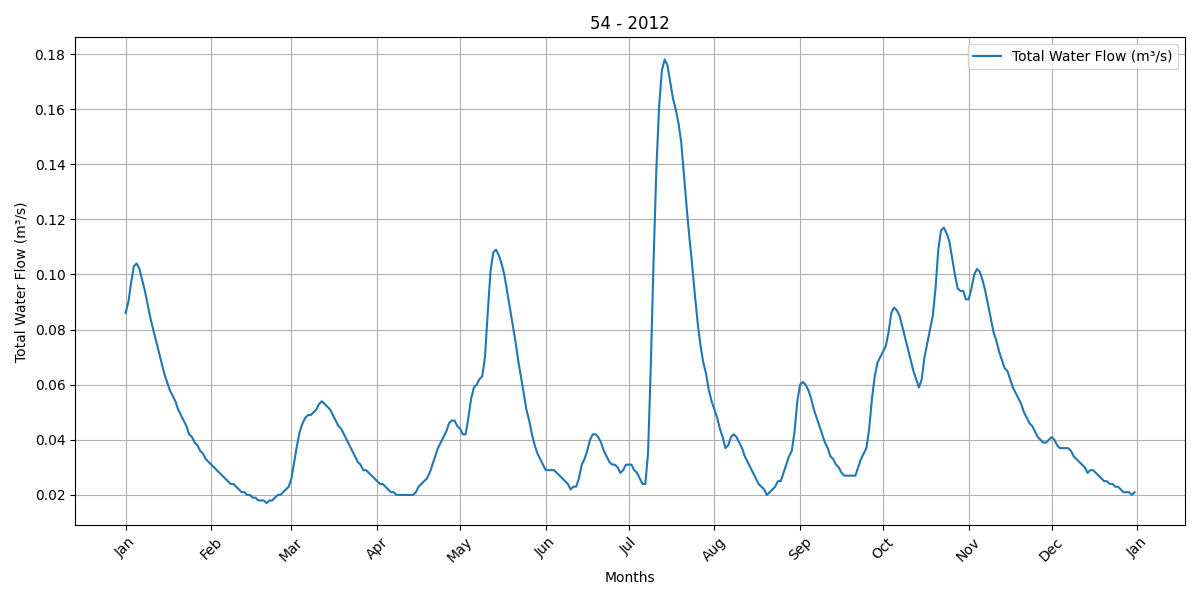 54 - 2012
Total Water Flow (m³/s)
0.18
0.16
0.14
0.12
0.10
0.08
0.06
0.04
0.02
Total Water Flow (m³/s)
Jan Feb Mar Apr May Jun Jul Aug Sep Oct Nov Dec Jan
Months